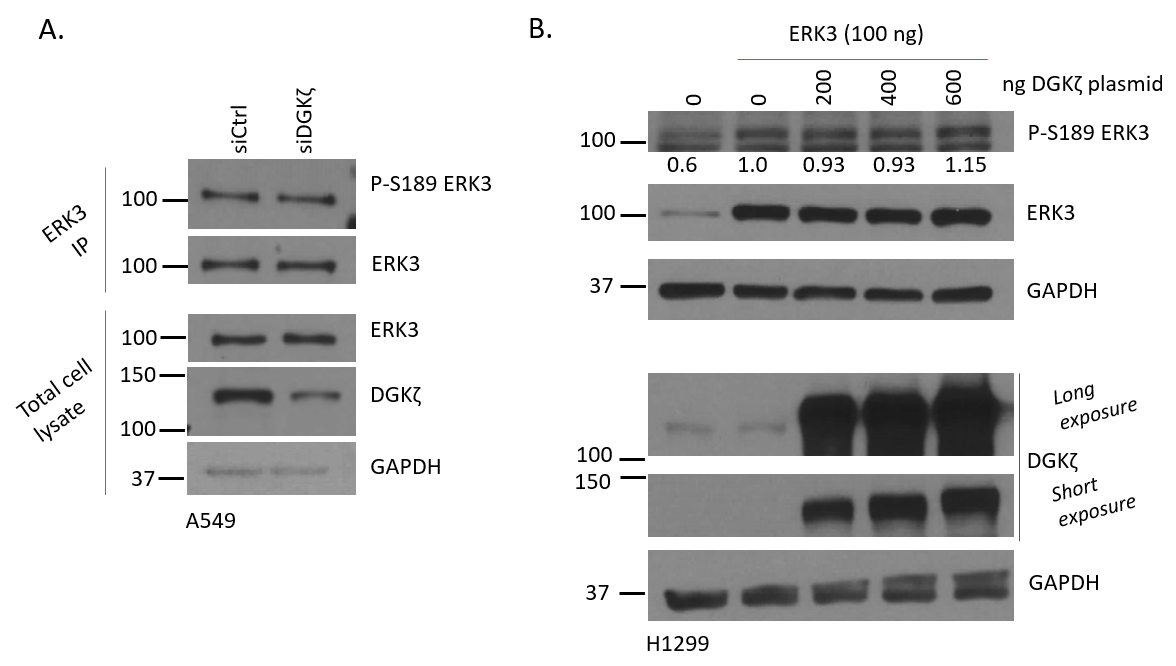 A.
siCtrl
siDGKζ
ERK3
IP
100
P-S189 ERK3
100
ERK3
Total cell
lysate
100
ERK3
150
DGKζ
100
37
GAPDH
A549
B.
ERK3 (100 ng)
0
0
200
400
600
ng DGKζ plasmid
100
P-S189 ERK3
0.6 1.0 0.93 0.93 1.15
100
ERK3
37
GAPDH
Long
exposure
100
DGKζ
150
Short
exposure
37
GAPDH
H1299